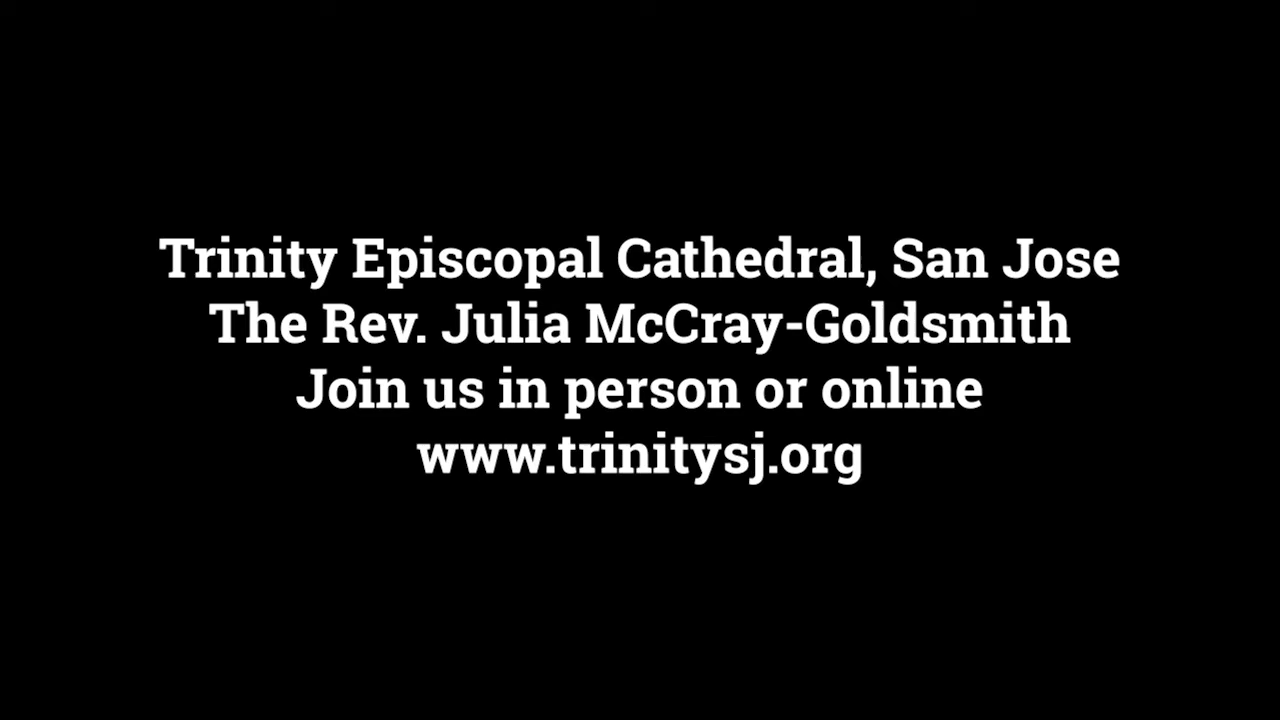 Trinity Episcopal Cathedral, San Jose
The Rev. Julia McCray-Goldsmith
Join us in person or online
www.trinitysj.org